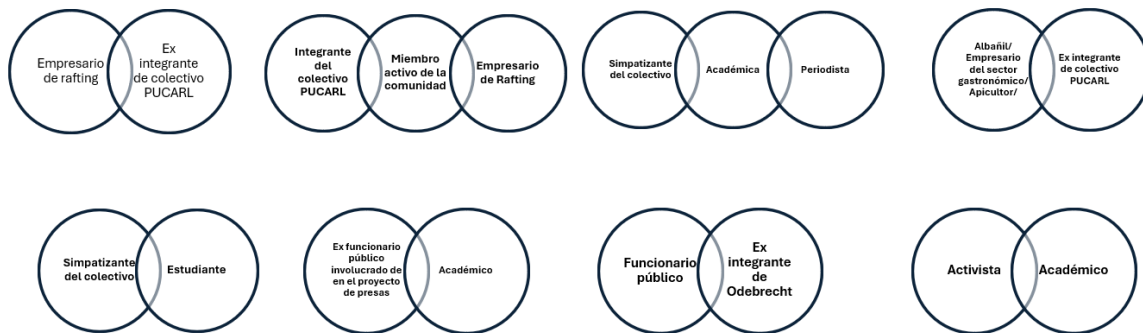 Empresario
de rafting
Ex
integrante
de colectivo
PUCARL
Integrante
del
colectivo
PUCARL
Miembro
activo de la
comunidad
Empresario
de Rafting
Simpatizante
del colectivo
Académica
Periodista
Albañil/
Empresario
del sector
gastronómico/
Apicultor/
Ex integrante
de colectivo
PUCARL
Simpatizante
del colectivo
Estudiante
Ex funcionario
público
involucrado de
en el proyecto
de presas
Académico
Funcionario
público
Ex
integrante
de
Odebrecht
Activista
Académico